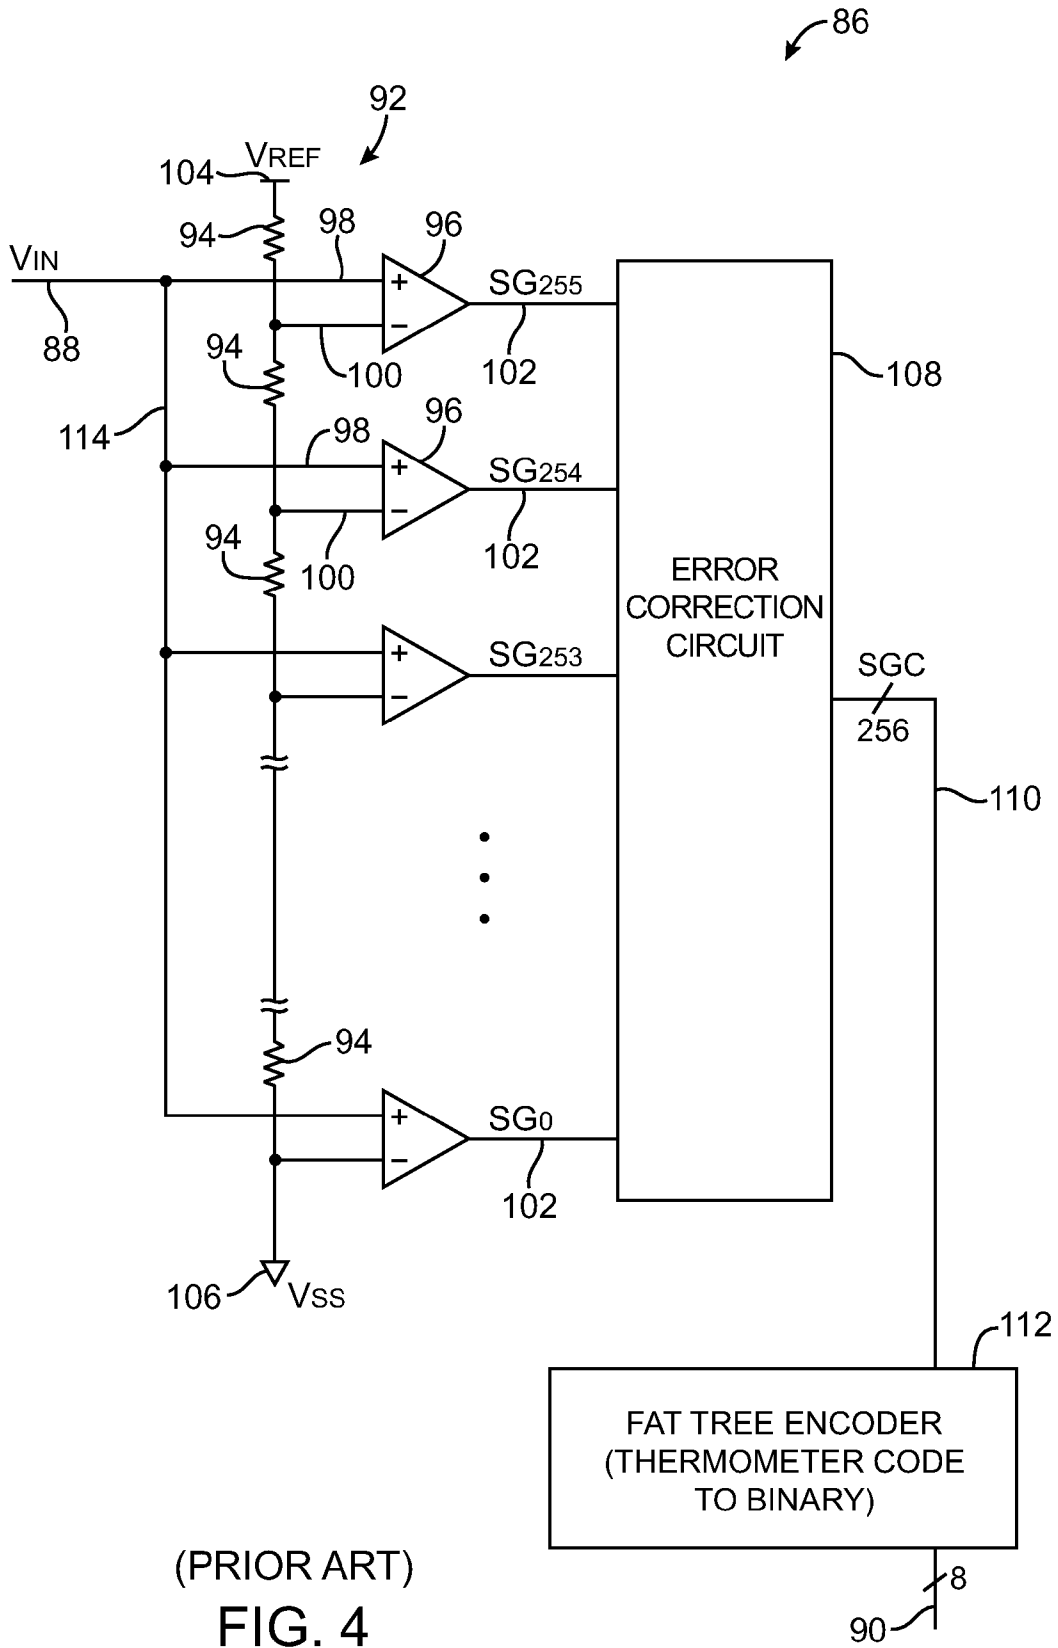 86
92
VREF
104
94
98
96
VIN
SG255
88
94
100
102
108
114
98
96
SG254
94
100
102
ERROR
CORRECTION
CIRCUIT
SG253
SGC
256
110
94
SG0
102
106
VSS
112
FAT TREE ENCODER
(THERMOMETER CODE
TO BINARY)
8
90
(PRIOR ART)
FIG. 4